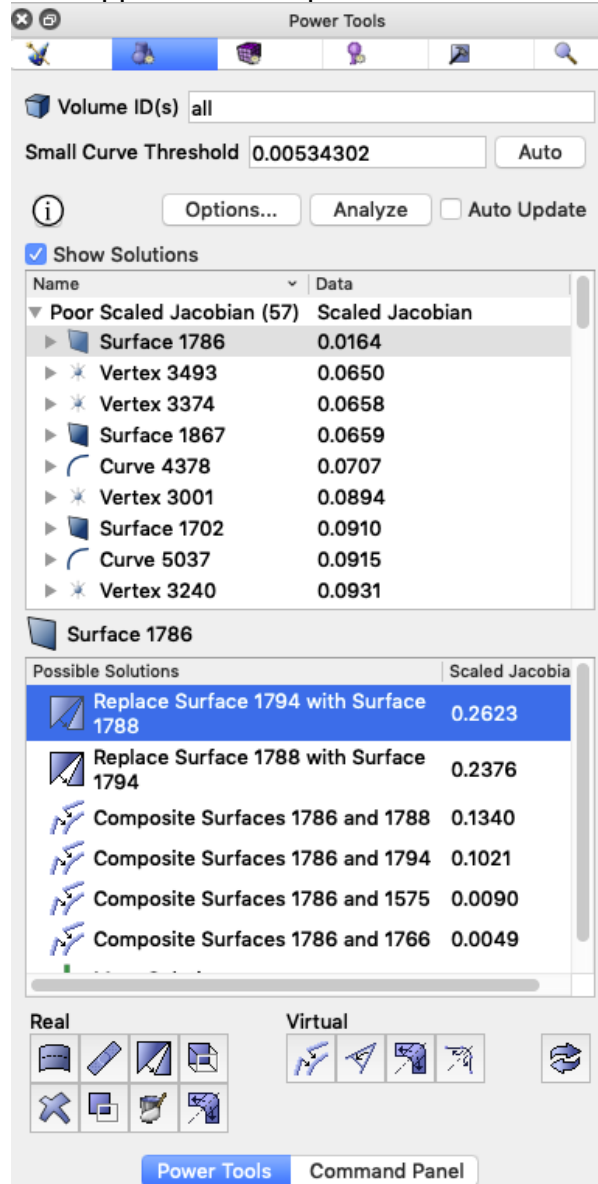 Power Tools
Volume ID(s) all
Small Curve Threshold 0.00534302 Auto
i Options... Analyze Auto Update
Show Solutions
Name Data
Poor Scaled Jacobian (57) Scaled Jacobian
Surface 1786 0.0164
Vertex 3493 0.0650
Vertex 3374 0.0658
Surface 1867 0.0659
Curve 4378 0.0707
Vertex 3001 0.0894
Surface 1702 0.0910
Curve 5037 0.0915
Vertex 3240 0.0931
Surface 1786
Possible Solutions Scaled Jacobia
Replace Surface 1794 with Surface
1788 0.2623
Replace Surface 1788 with Surface
1794 0.2376
Composite Surfaces 1786 and 1788 0.1340
Composite Surfaces 1786 and 1794 0.1021
Composite Surfaces 1786 and 1575 0.0090
Composite Surfaces 1786 and 1766 0.0049
Real Virtual
Power Tools Command Panel